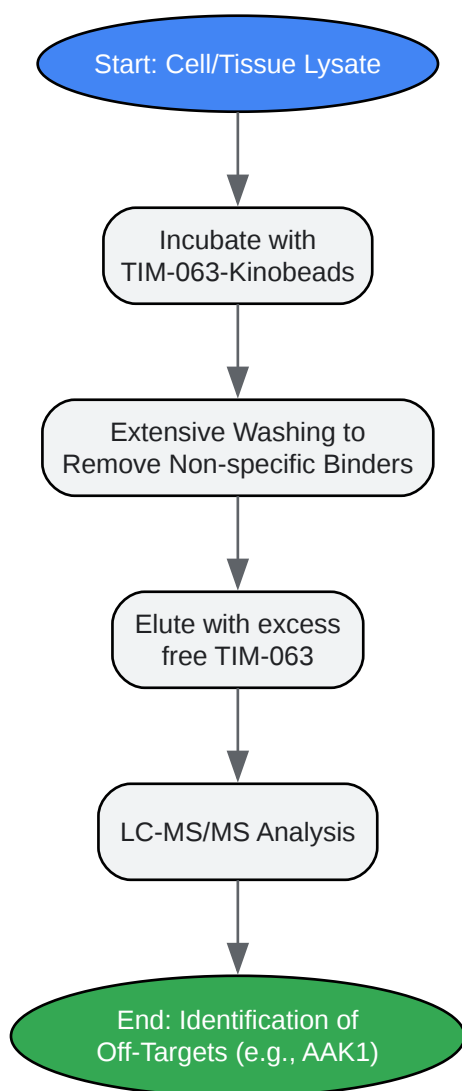 Start: Cell/Tissue Lysate
Incubate with
TIM-063-Kinobeads
Extensive Washing to
Remove Non-specific Binders
Elute with excess
free TIM-063
LC-MS/MS Analysis
End: Identification of
Off-Targets (e.g., AAK1)